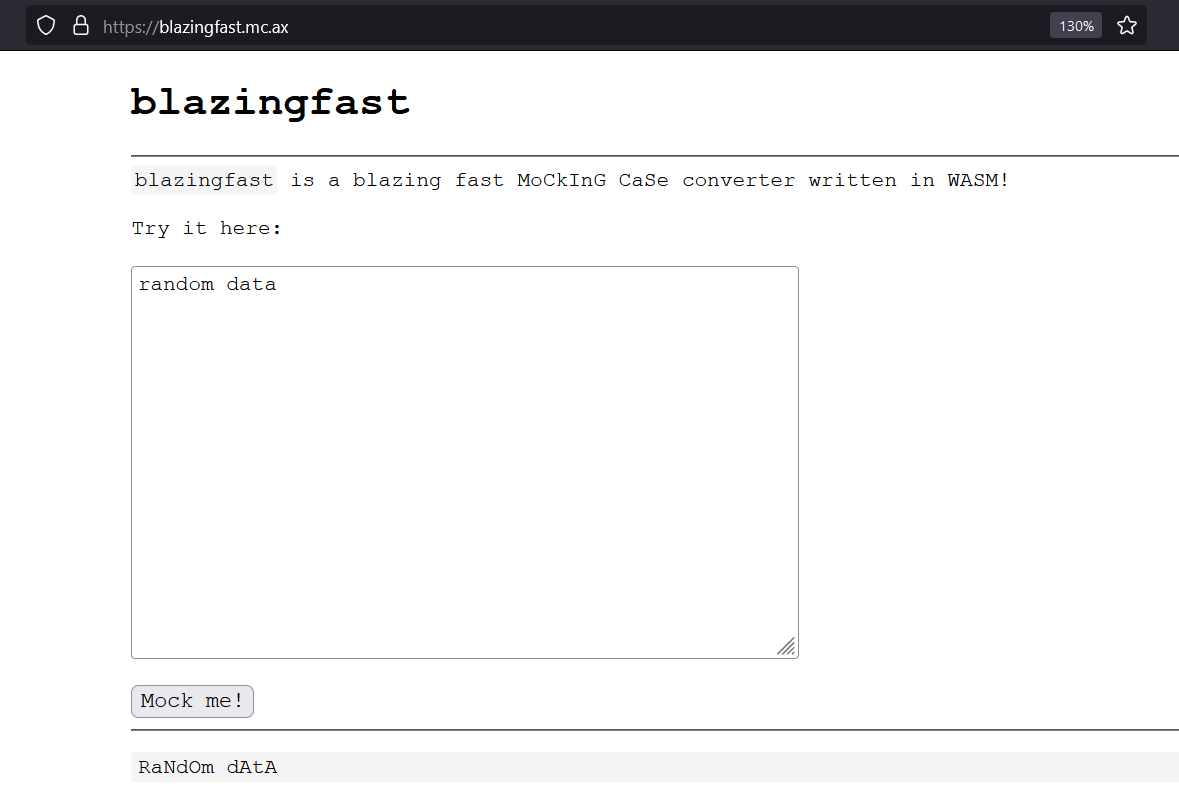 https://blazingfast.mc.ax 130%
blazingfast
blazingfast is a blazing fast MoCkInG CaSe converter written in WASM!
Try it here:
random data
Mock me!
RaNdOm dAtA